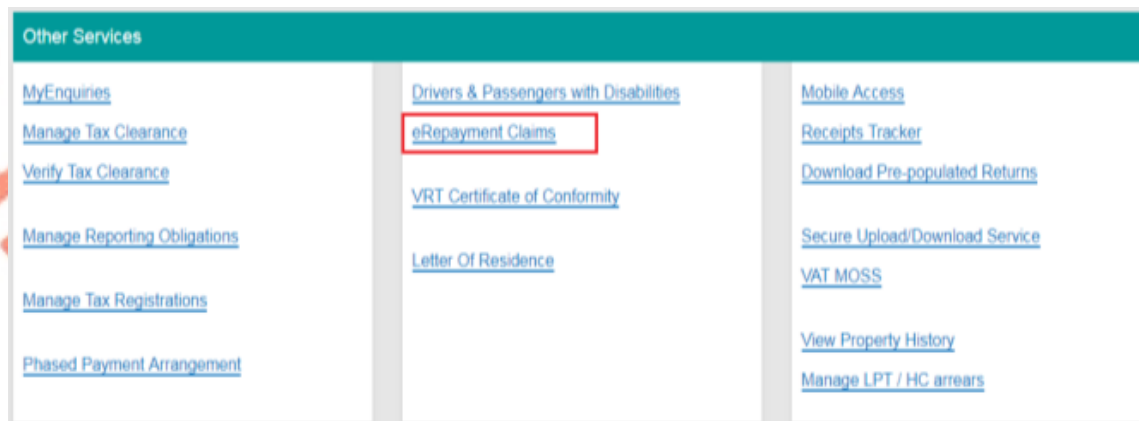 Other Services
MyEnquiries
Manage Tax Clearance
Verify Tax Clearance
Manage Reporting Obligations
Manage Tax Registrations
Phased Payment Arrangement
Drivers & Passengers with Disabilities
eRepayment Claims
VRT Certificate of Conformity
Letter Of Residence
Mobile Access
Receipts Tracker
Download Pre-populated Returns
Secure Upload/Download Service
VAT MOSS
View Property History
Manage LPT / HC arrears